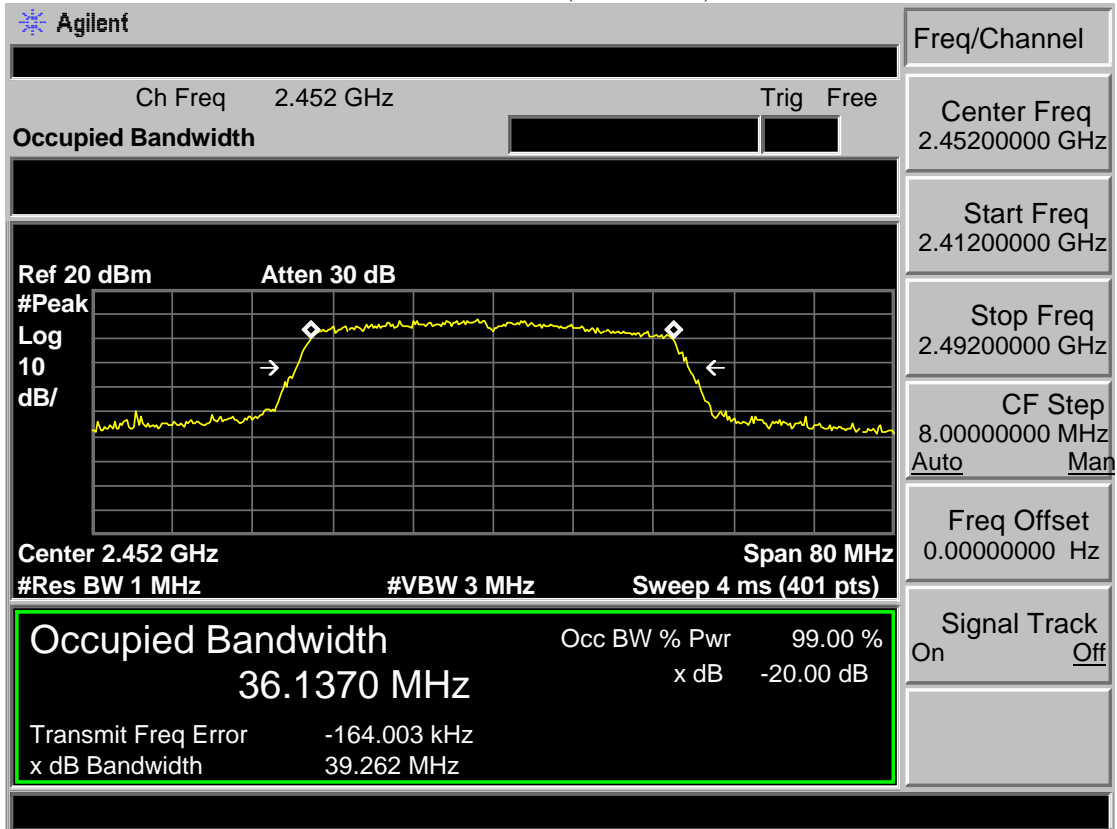 Agilent
Freq/Channel
Ch Freq 2.452 GHz Trig Free
Occupied Bandwidth
Center Freq
2.45200000 GHz
Start Freq
2.41200000 GHz
Stop Freq
2.49200000 GHz
CF Step
8.00000000 MHz
Auto Man
Freq Offset
0.00000000 Hz
Signal Track
On Off
Ref 20 dBm Atten 30 dB
#Peak
Log
10
dB/
Center 2.452 GHz Span 80 MHz
#Res BW 1 MHz #VBW 3 MHz Sweep 4 ms (401 pts)
Occupied Bandwidth
36.1370 MHz
Occ BW % Pwr 99.00 %
x dB -20.00 dB
Transmit Freq Error -164.003 kHz
x dB Bandwidth 39.262 MHz